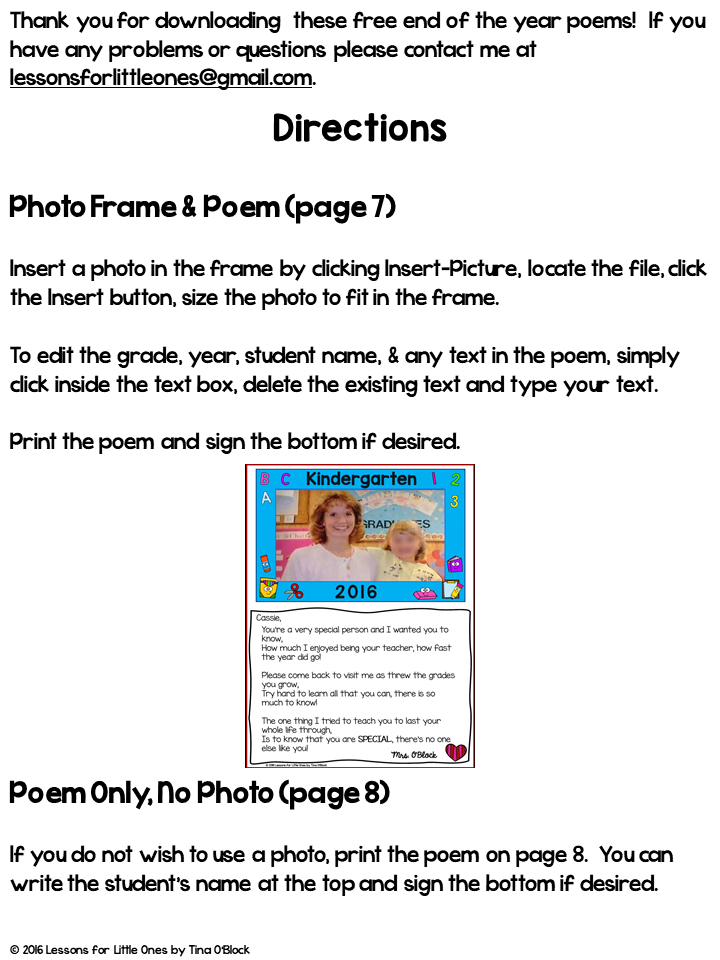 Thank you for downloading these free end of the year poems! If you
have any problems or questions please contact me at
lessonsforlittleones@gmail.com.
Directions
Photo Frame & Poem (page 7)
Insert a photo in the frame by clicking Insert-Picture, locate the file, click
the Insert button, size the photo to fit in the frame.
To edit the grade, year, student name, & any text in the poem, simply
click inside the text box, delete the existing text and type your text.
Print the poem and sign the bottom if desired.
B C Kindergarten 1 2
A 3
GRADUATES
2016
Cassie,
You're a very special person and I wanted you to
know,
How much I enjoyed being your teacher, how fast
the year did go!
Please come back to visit me as threw the grades
you grow,
Try hard to learn all that you can, there is so
much to know!
The one thing I tried to teach you to last your
whole life through,
Is to know that you are SPECIAL, there's no one
else like you!
Mrs. O'Block
© 2016 Lessons For Little Ones by Tina O'Block
Poem Only, No Photo (page 8)
If you do not wish to use a photo, print the poem on page 8. You can
write the student's name at the top and sign the bottom if desired.
© 2016 Lessons for Little Ones by Tina O'Block